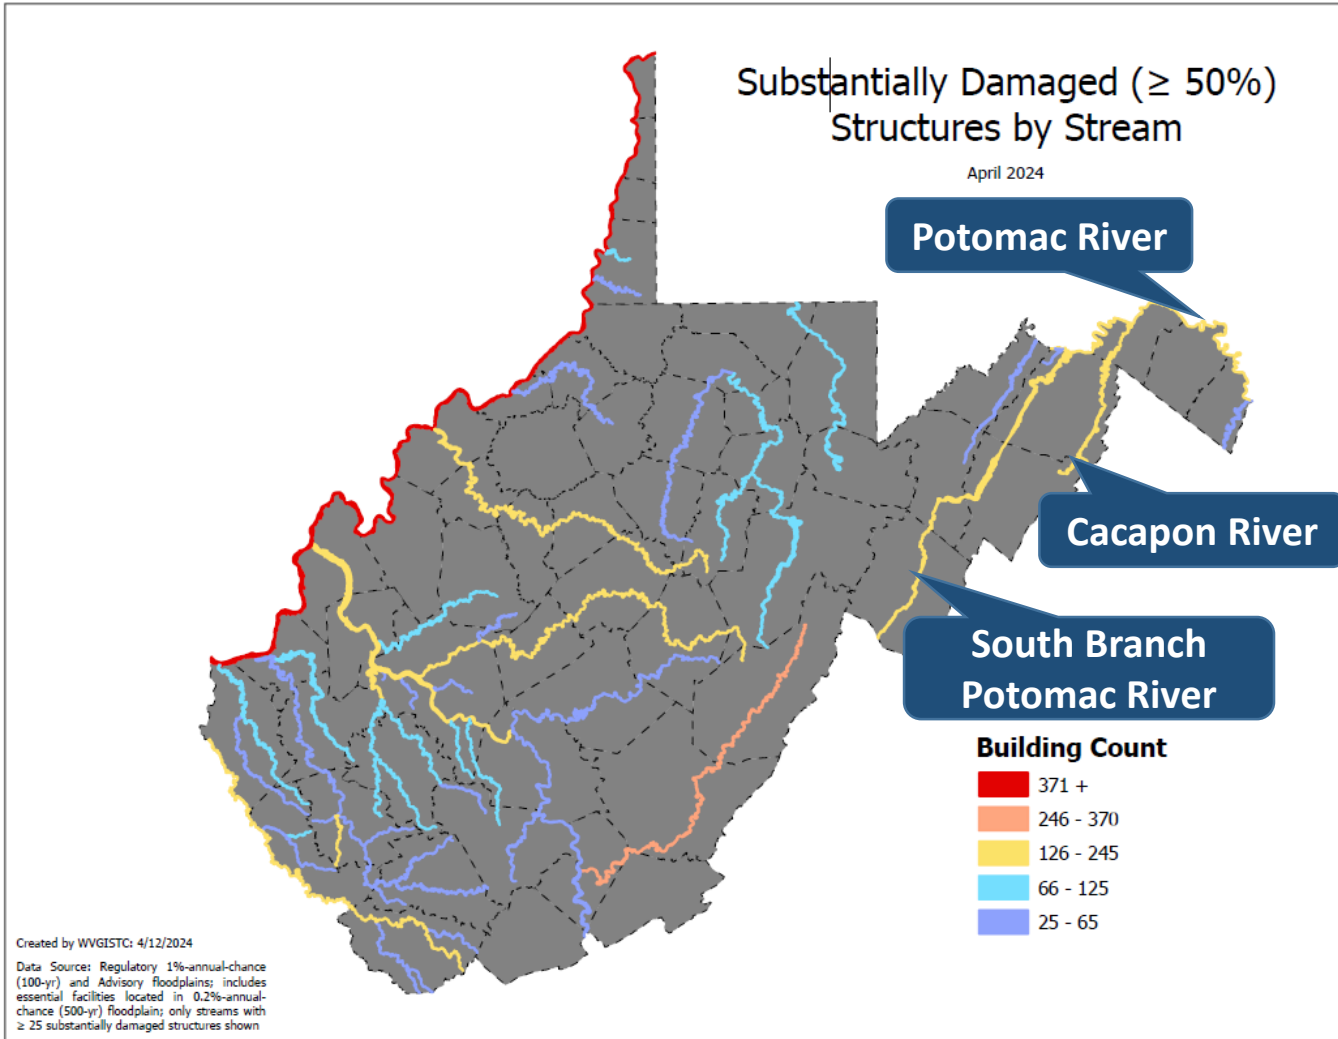 Substantially Damaged (≥ 50%)
Structures by Stream
April 2024
Potomac River
Cacapon River
South Branch
Potomac River
Building Count
371 +
246 - 370
126 - 245
66 - 125
25 - 65
Created by WVGISTC: 4/12/2024
Data Source: Regulatory 1%-annual-chance
(100-yr) and Advisory floodplains; includes
essential facilities located in 0.2%-annual-
chance (500-yr) floodplain; only streams with
≥ 25 substantially damaged structures shown